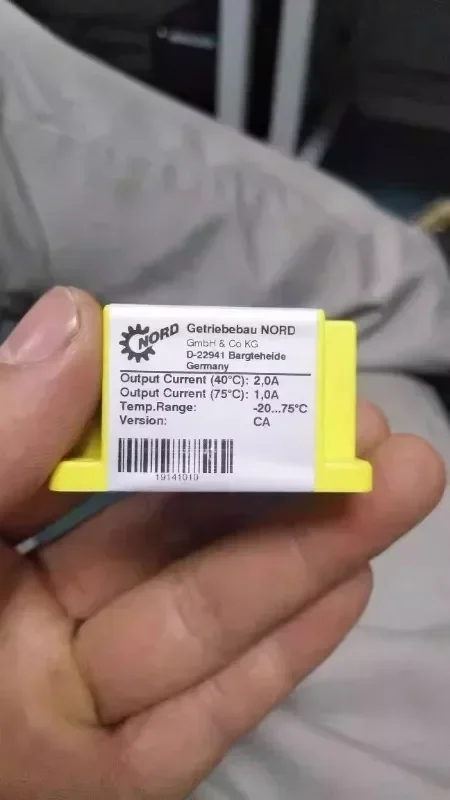 NORD
Getriebebau NORD
GmbH & Co KG
D-22941 Bargteheide
Germany
Output Current (40°C): 2,0A
Output Current (75°C): 1,0A
Temp.Range: -20...75°C
Version: CA
19141010